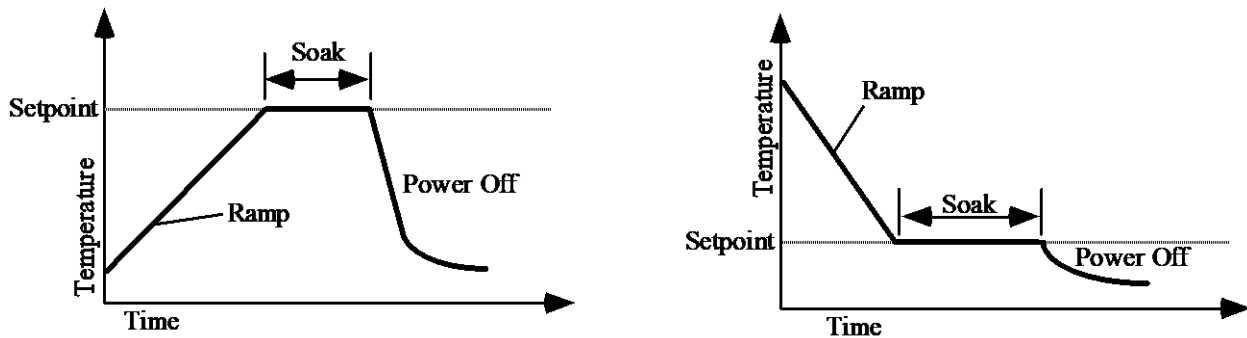 Soak
Setpoint
Temperature
Ramp
Power Off
Time
Ramp
Temperature
Soak
Setpoint
Power Off
Time